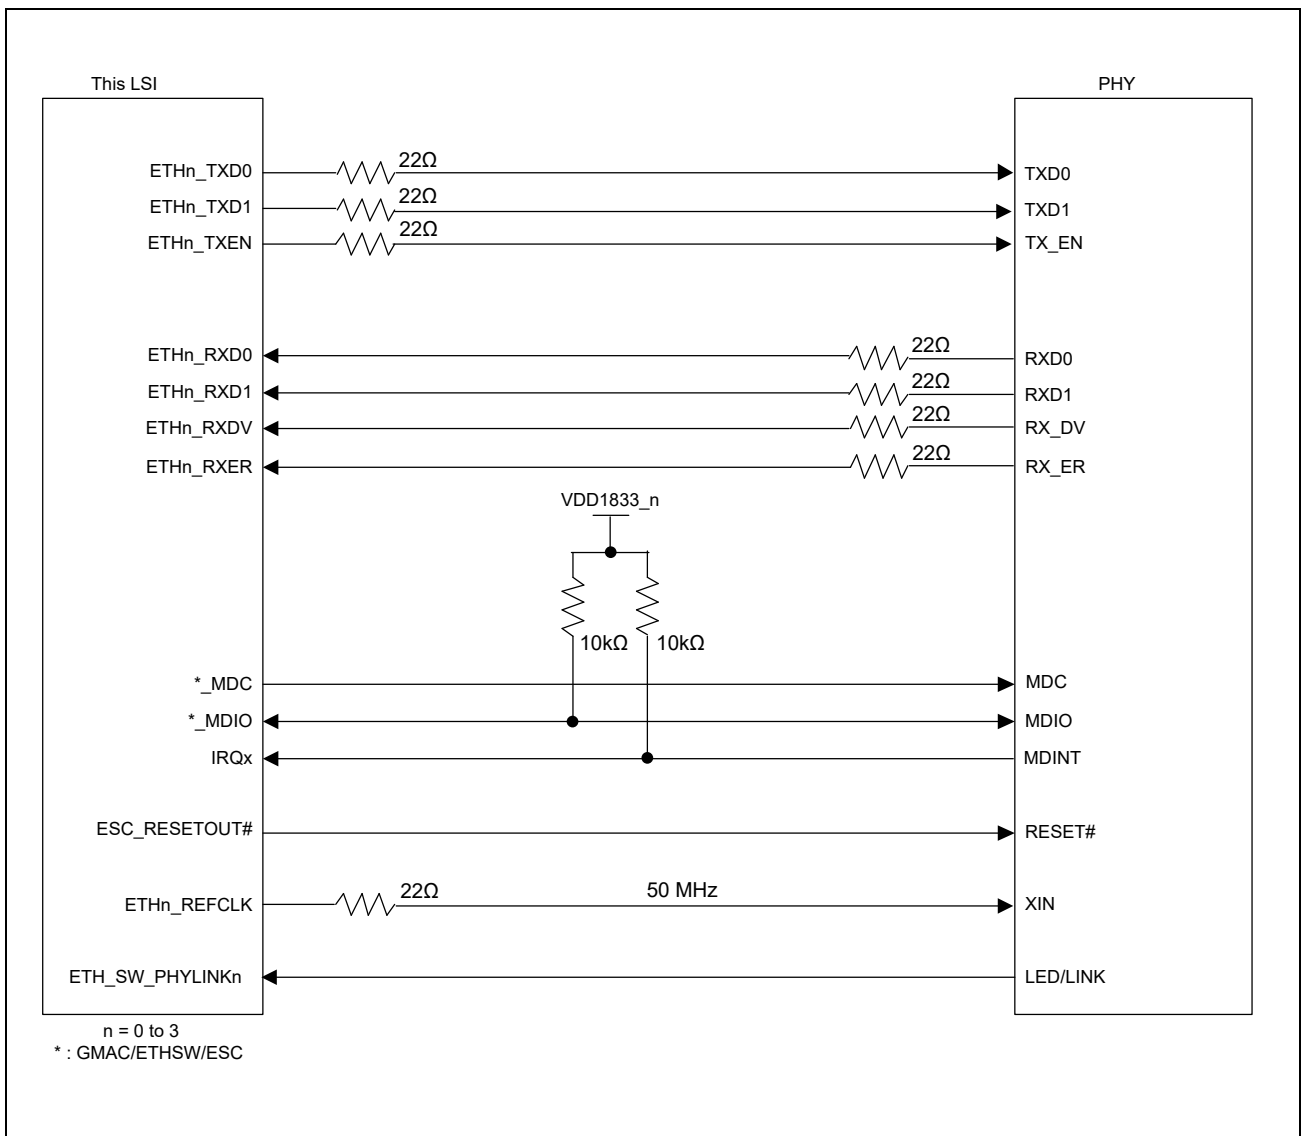 This LSI
PHY
ETHn_TXD0 22Ω TXD0
ETHn_TXD1 22Ω TXD1
ETHn_TXEN 22Ω TX_EN
ETHn_RXD0 22Ω RXD0
ETHn_RXD1 22Ω RXD1
ETHn_RXDV 22Ω RX_DV
ETHn_RXER 22Ω RX_ER
VDD1833_n
10kΩ 10kΩ
*_MDC MDC
*_MDIO MDIO
IRQx MDINT
ESC_RESETOUT# RESET#
ETHn_REFCLK 22Ω 50 MHz XIN
ETH_SW_PHYLINKn LED/LINK
n = 0 to 3
* : GMAC/ETHSW/ESC